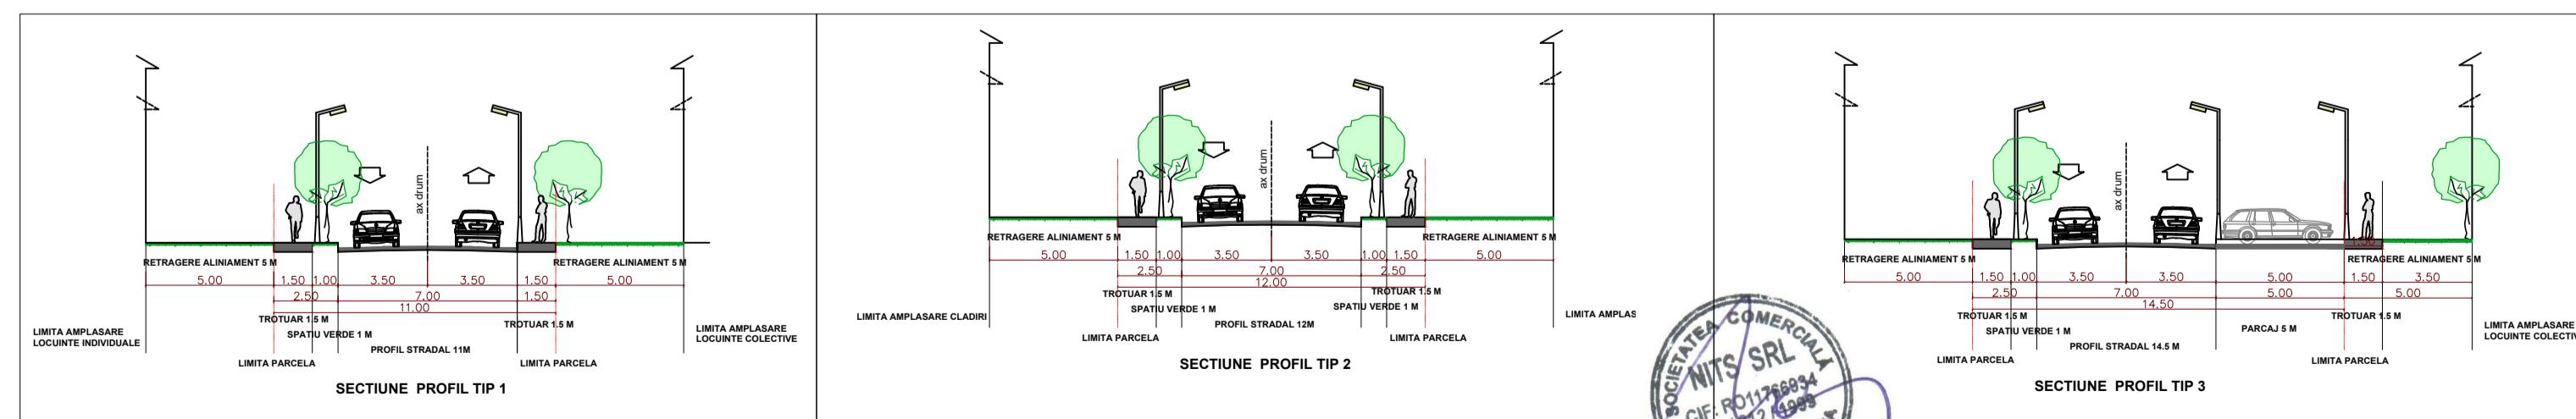 ax drum
RETRAGERE ALINIAMENT 5 M
RETRAGERE ALINIAMENT 5 M
5.00 1.50 1.00 3.50 3.50 1.50 5.00
2.50 7.00 1.50
11.00
TROTUAR 1.5 M
TROTUAR 1.5 M
SPATIU VERDE 1 M
LIMITA AMPLASARE
LOCUINTE INDIVIDUALE
LIMITA AMPLASARE
LOCUINTE COLECTIVE
PROFIL STRADAL 11M
LIMITA PARCELA
LIMITA PARCELA
SECTIUNE PROFIL TIP 1
ax drum
RETRAGERE ALINIAMENT 5 M
RETRAGERE ALINIAMENT 5 M
5.00 1.50 1.00 3.50 3.50 1.00 1.50 5.00
2.50 7.00 2.50
12.00
TROTUAR 1.5 M
TROTUAR 1.5 M
SPATIU VERDE 1 M
SPATIU VERDE 1 M
LIMITA AMPLASARE CLADIRI
LIMITA AMPLAS
PROFIL STRADAL 12M
LIMITA PARCELA
LIMITA PARCELA
SECTIUNE PROFIL TIP 2
ax drum
1.50
RETRAGERE ALINIAMENT 5 M
RETRAGERE ALINIAMENT 5 M
5.00 1.50 1.00 3.50 3.50 5.00 1.50 3.50
2.50 7.00 5.00 5.00
14.50
TROTUAR 1.5 M
TROTUAR 1.5 M
SPATIU VERDE 1 M
PARCAJ 5 M
LIMITA AMPLASARE
LOCUINTE COLECTIV
PROFIL STRADAL 14.5 M
LIMITA PARCELA
LIMITA PARCELA
SECTIUNE PROFIL TIP 3
SOCIETATEA COMERCIALĂ
NITS SRL
CIF: RO11766934